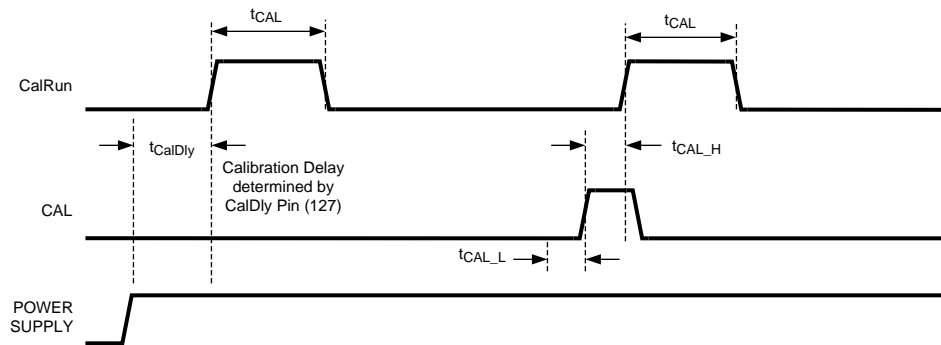 tCAL
tCAL
CalRun
tCalDly
tCAL_H
Calibration Delay
determined by
CalDly Pin (127)
CAL
tCAL_L
POWER
SUPPLY